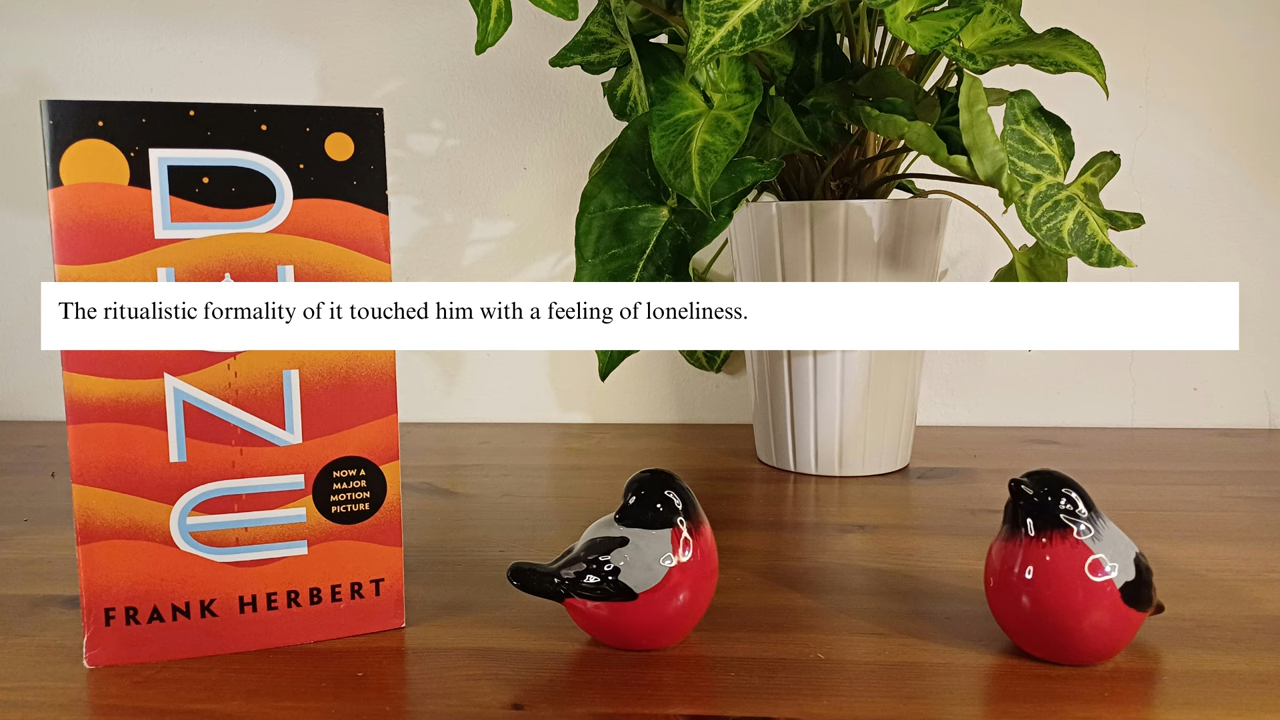 The ritualistic formality of it touched him with a feeling of loneliness.
D
N
E
NOW A
MAJOR
MOTION
PICTURE
FRANK HERBERT